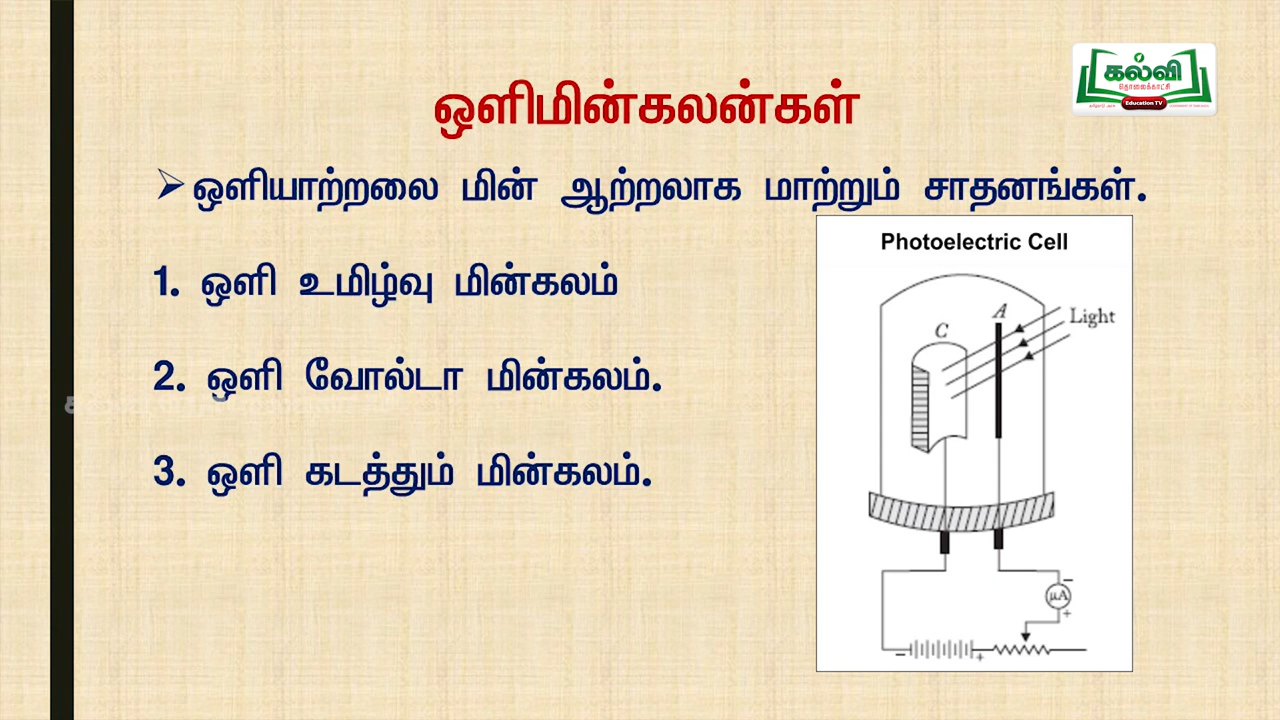 ஒளிமின்கலன்கள்
கல்வி
தொலைக்காட்சி
Education TV
➢ ஒளியாற்றலை மின் ஆற்றலாக மாற்றும் சாதனங்கள்.
1. ஒளி உமிழ்வு மின்கலம்
2. ஒளி வோல்டா மின்கலம்.
3. ஒளி கடத்தும் மின்கலம்.
Photoelectric Cell
A
Light
C
−
μA
+
− +